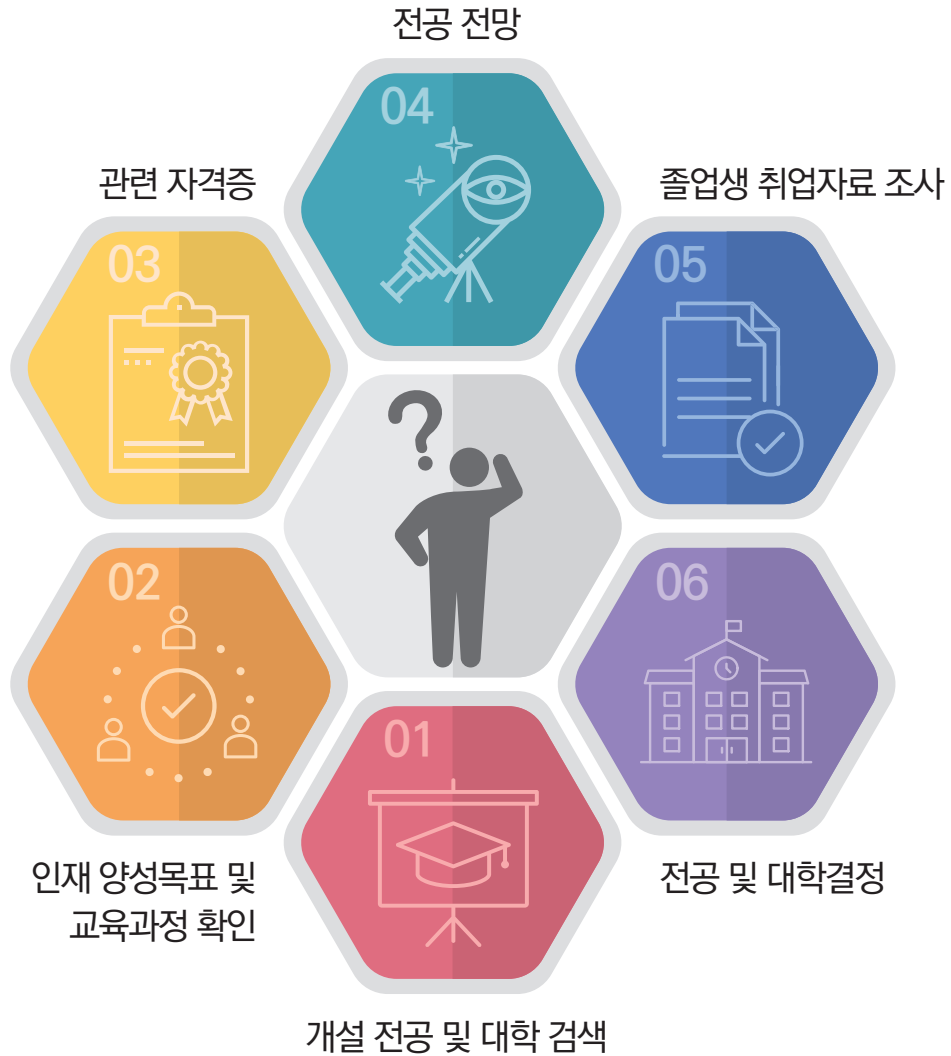 전공 전망
04
관련 자격증
03
졸업생 취업자료 조사
05
?
02
인재 양성목표 및
교육과정 확인
06
전공 및 대학결정
01
개설 전공 및 대학 검색